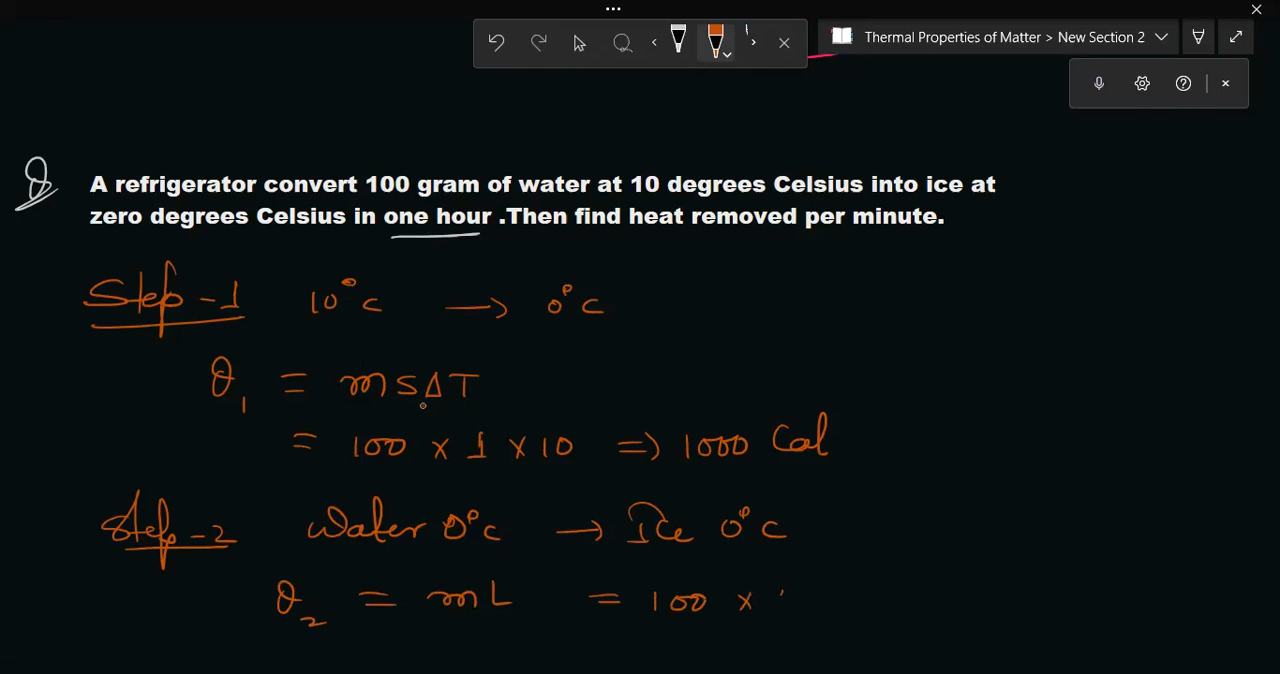 Thermal Properties of Matter > New Section 2
Q
A refrigerator convert 100 gram of water at 10 degrees Celsius into ice at
zero degrees Celsius in one hour .Then find heat removed per minute.
Step-1 10°C → 0°C
Q₁ = mSΔT
= 100 × 1 × 10 ⇒ 1000 Cal
Step-2 Water 0°C → Ice 0°C
Q₂ = mL = 100 ×